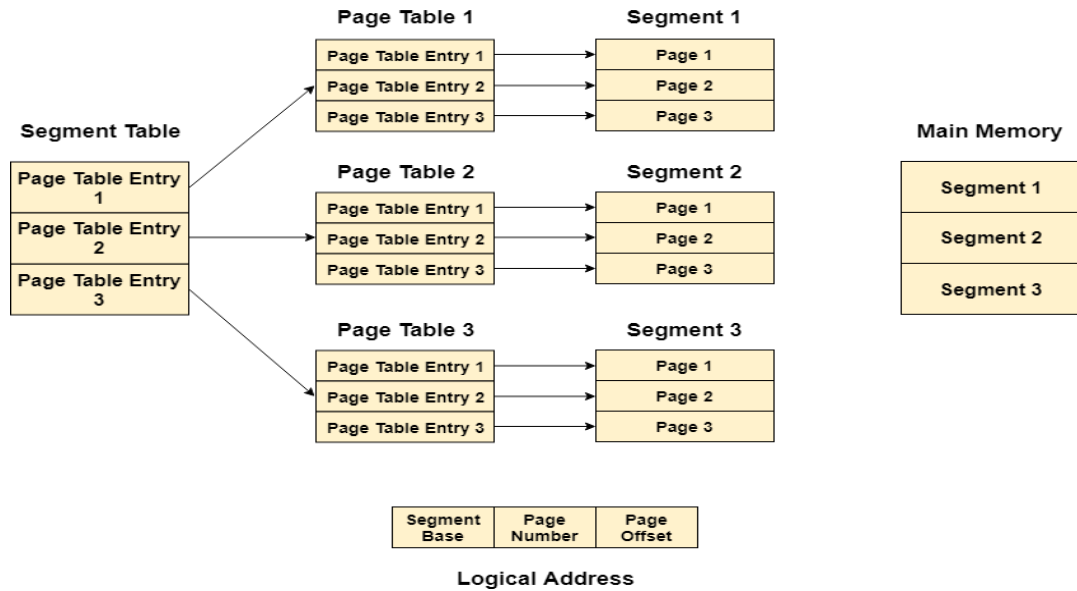 Segment Table
Page Table Entry
1
Page Table Entry
2
Page Table Entry
3
Page Table 1
Page Table Entry 1
Page Table Entry 2
Page Table Entry 3
Segment 1
Page 1
Page 2
Page 3
Page Table 2
Page Table Entry 1
Page Table Entry 2
Page Table Entry 3
Segment 2
Page 1
Page 2
Page 3
Page Table 3
Page Table Entry 1
Page Table Entry 2
Page Table Entry 3
Segment 3
Page 1
Page 2
Page 3
Main Memory
Segment 1
Segment 2
Segment 3
Segment
Base
Page
Number
Page
Offset
Logical Address